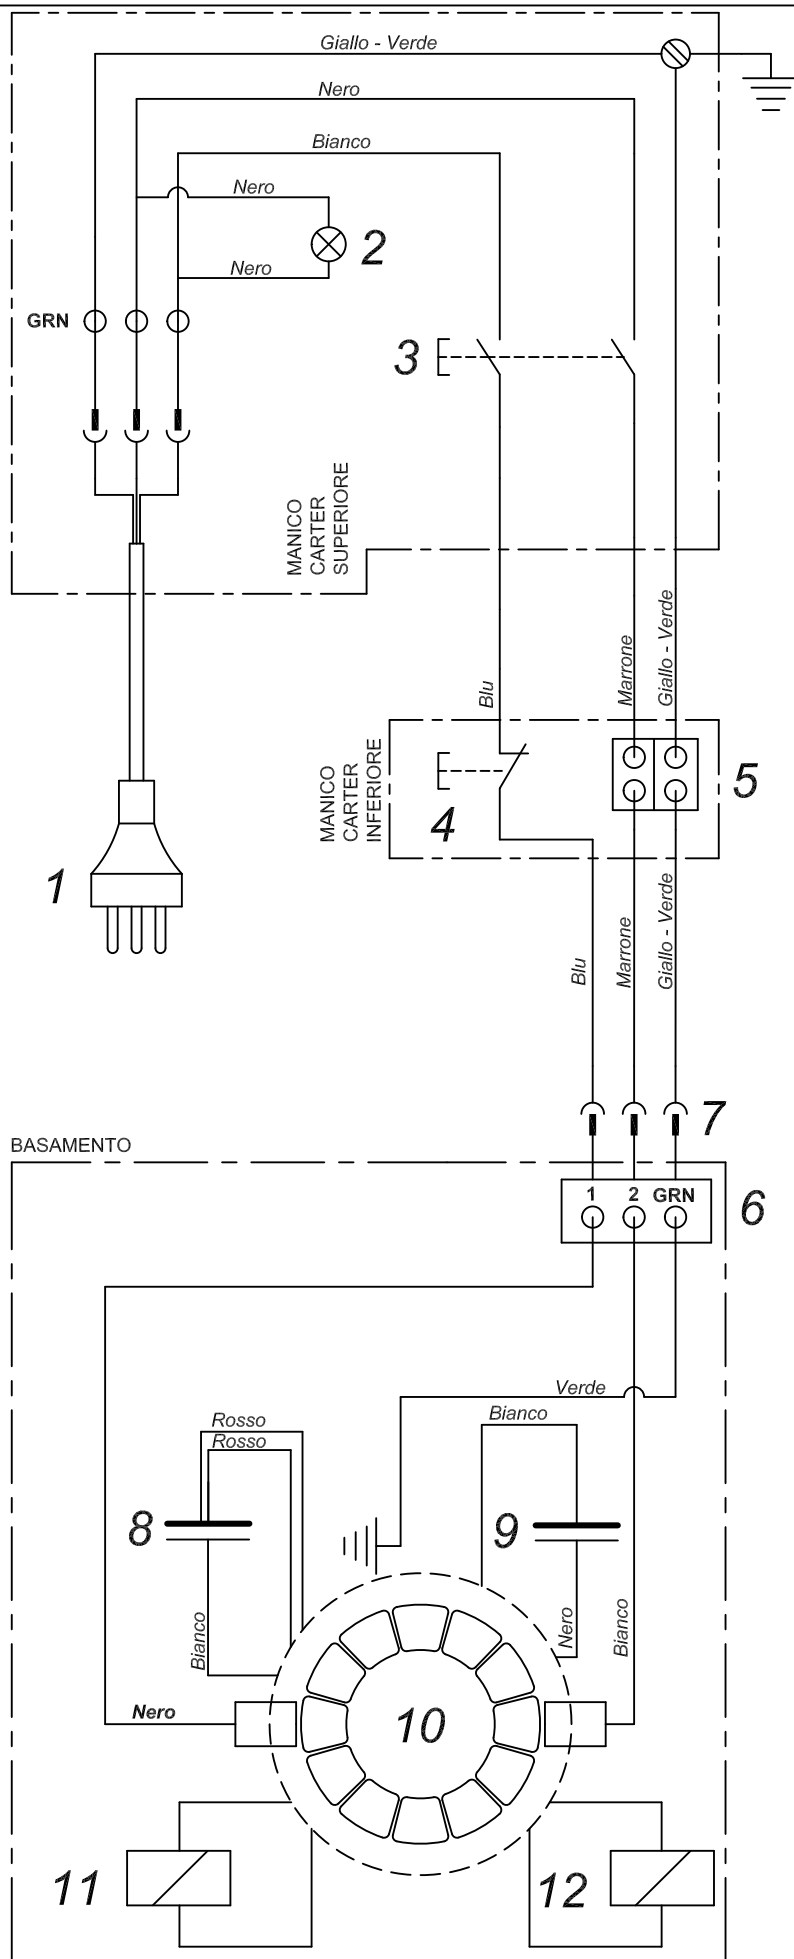 Giallo - Verde
Nero
Bianco
Nero
2
Nero
GRN
3
MANICO
CARTER
SUPERIORE
Blu
Marrone
Giallo - Verde
MANICO
CARTER
INFERIORE
4
5
1
Blu
Marrone
Giallo - Verde
7
BASAMENTO
1 2 GRN
6
Verde
Rosso
Rosso
Bianco
8
9
Bianco
Nero
Bianco
Nero
10
11
12